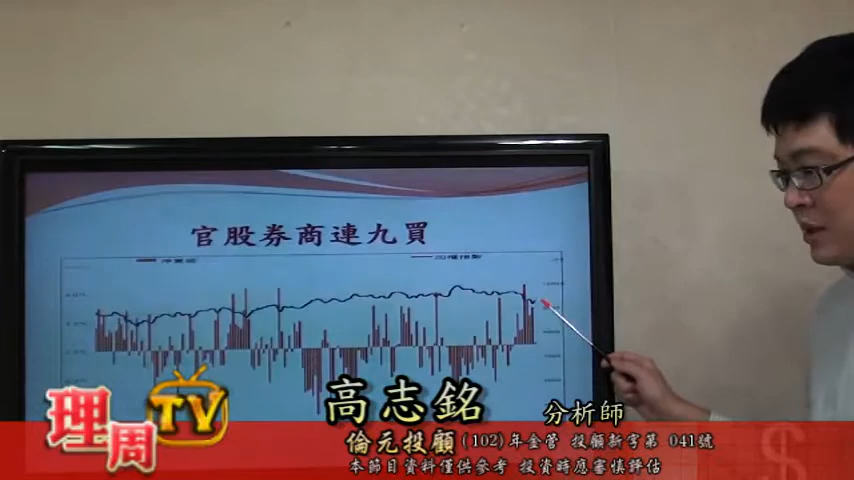 官股券商連九買
理周TV
高志銘 分析師
倫元投顧 (102)年金管 投顧新字第 041號
本節目資料僅供參考 投資時應審慎評估